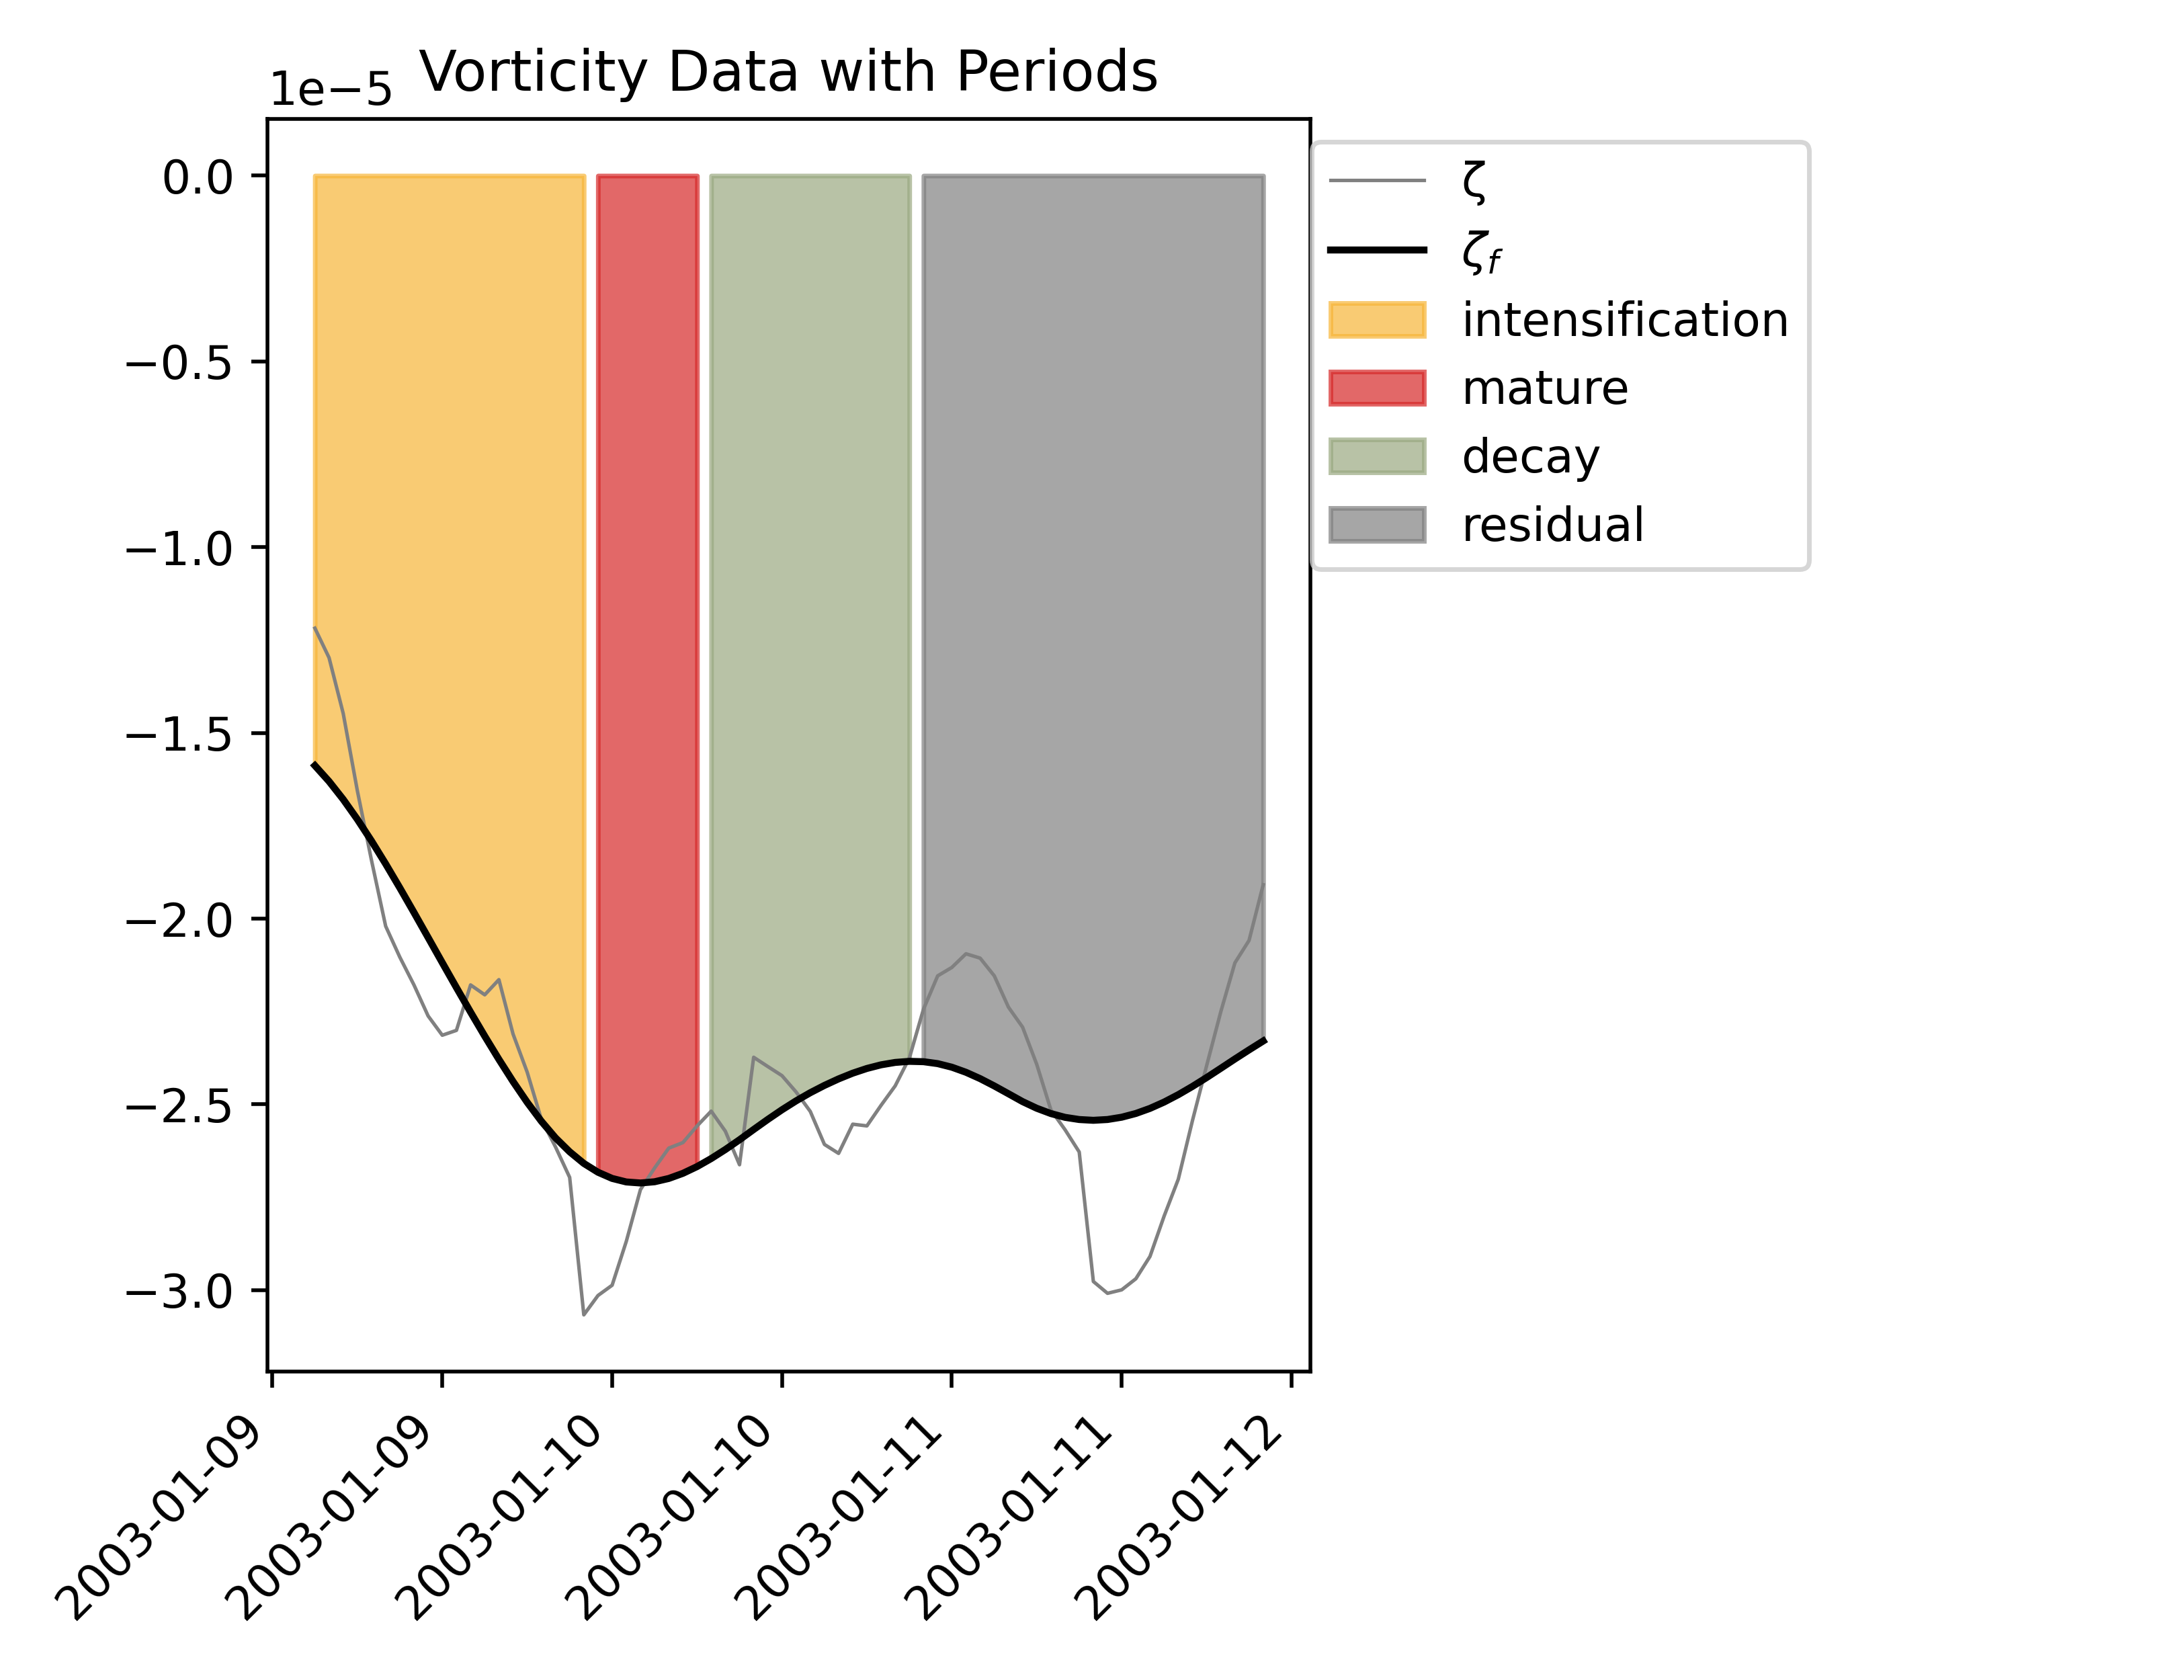 Vorticity Data with Periods
1e−5
0.0
−0.5
−1.0
−1.5
−2.0
−2.5
−3.0
2003-01-09
2003-01-09
2003-01-10
2003-01-10
2003-01-11
2003-01-11
2003-01-12
ζ
ζf
intensification
mature
decay
residual